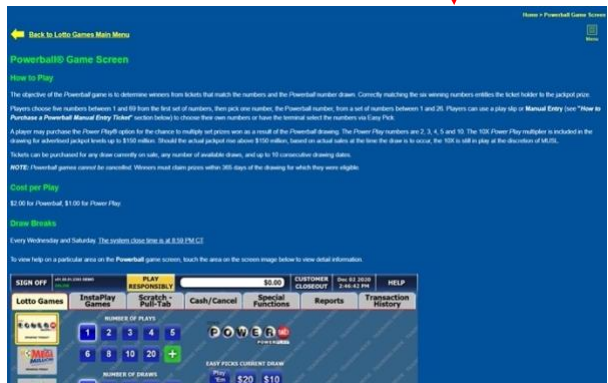 Home > Powerball Game Screen
Back to Lotto Games Main Menu
Menu
Powerball® Game Screen
How to Play
The objective of the Powerball game is to determine winners from tickets that match the numbers and the Powerball number drawn. Correctly matching the six winning numbers entitles the ticket holder to the jackpot prize.
Players choose five numbers between 1 and 69 from the first set of numbers, then pick one number, the Powerball number, from a set of numbers between 1 and 26. Players can use a play slip or Manual Entry (see "How to
Purchase a Powerball Manual Entry Ticket" section below) to choose their own numbers or have the terminal select the numbers via Easy Pick.
A player may purchase the Power Play® option for the chance to multiply set prizes won as a result of the Powerball drawing. The Power Play numbers are 2, 3, 4, 5 and 10. The 10X Power Play multiplier is included in the
drawing for advertised jackpot levels up to $150 million. Should the actual jackpot rise above $150 million, based on actual sales at the time the draw is to occur, the 10X is still in play at the discretion of MUSL.
Tickets can be purchased for any draw currently on sale, any number of available draws, and up to 10 consecutive drawing dates.
NOTE: Powerball games cannot be cancelled. Winners must claim prizes within 365 days of the drawing for which they were eligible.
Cost per Play
$2.00 for Powerball, $1.00 for Power Play.
Draw Breaks
Every Wednesday and Saturday. The system close time is at 8:59 PM CT.
To view help on a particular area on the Powerball game screen, touch the area on the screen image below to view detail information.
SIGN OFF PLAY RESPONSIBLY $0.00 CUSTOMER CLOSEOUT Dec 02 2020 2:46:42 PM HELP
Lotto Games InstaPlay Games Scratch - Pull-Tab Cash/Cancel Special Functions Reports Transaction History
NUMBER OF PLAYS
1 2 3 4 5
POWERBALL
6 8 10 20 +
MEGA MILLIONS
EASY PICKS CURRENT DRAW
NUMBER OF DRAWS
Play 'Em $20 $10